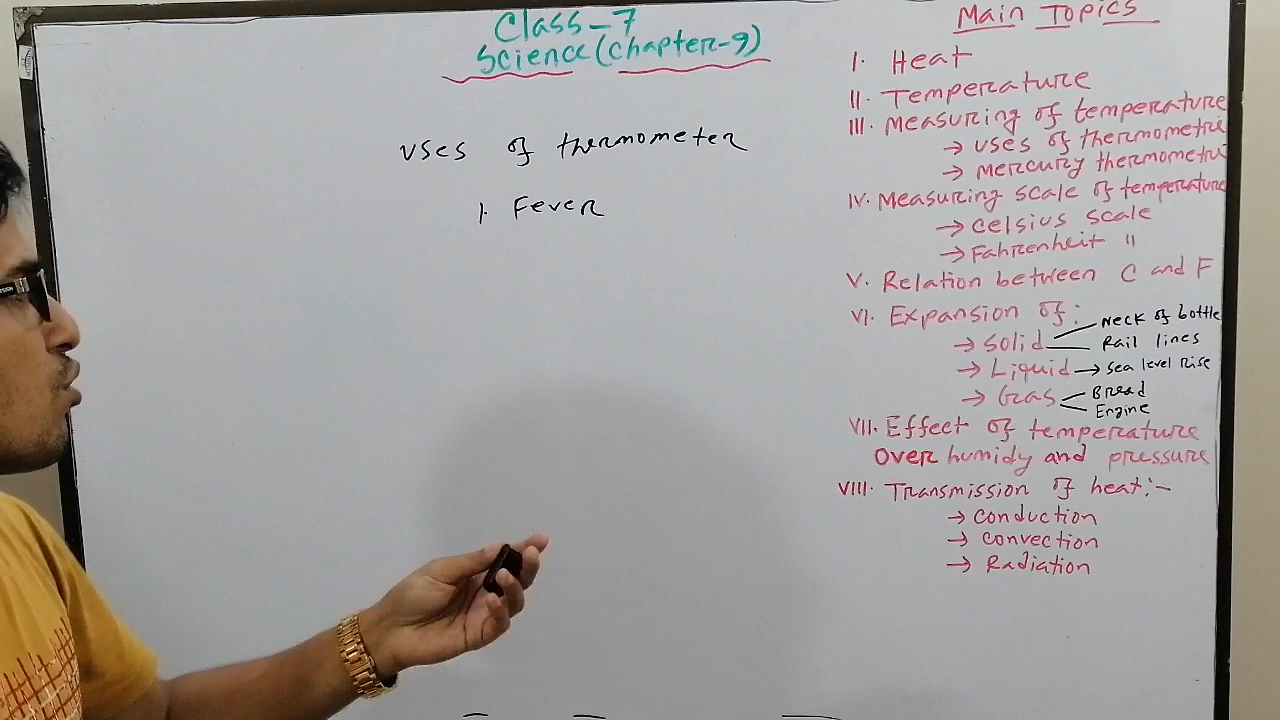 Class-7
Science (Chapter-9)
uses of thermometer
1. Fever
Main Topics
I. Heat
II. Temperature
III. Measuring of temperature
→ uses of thermometre
→ mercury thermometre
IV. Measuring scale of temperature
→ celsius scale
→ Fahrenheit "
V. Relation between C and F
VI. Expansion of:
→ Solid
Neck of bottle
Rail lines
→ Liquid → Sea level rise
→ Gas
Bread
Engine
VII. Effect of temperature
over humidy and pressure
VIII. Transmission of heat:-
→ conduction
→ convection
→ Radiation